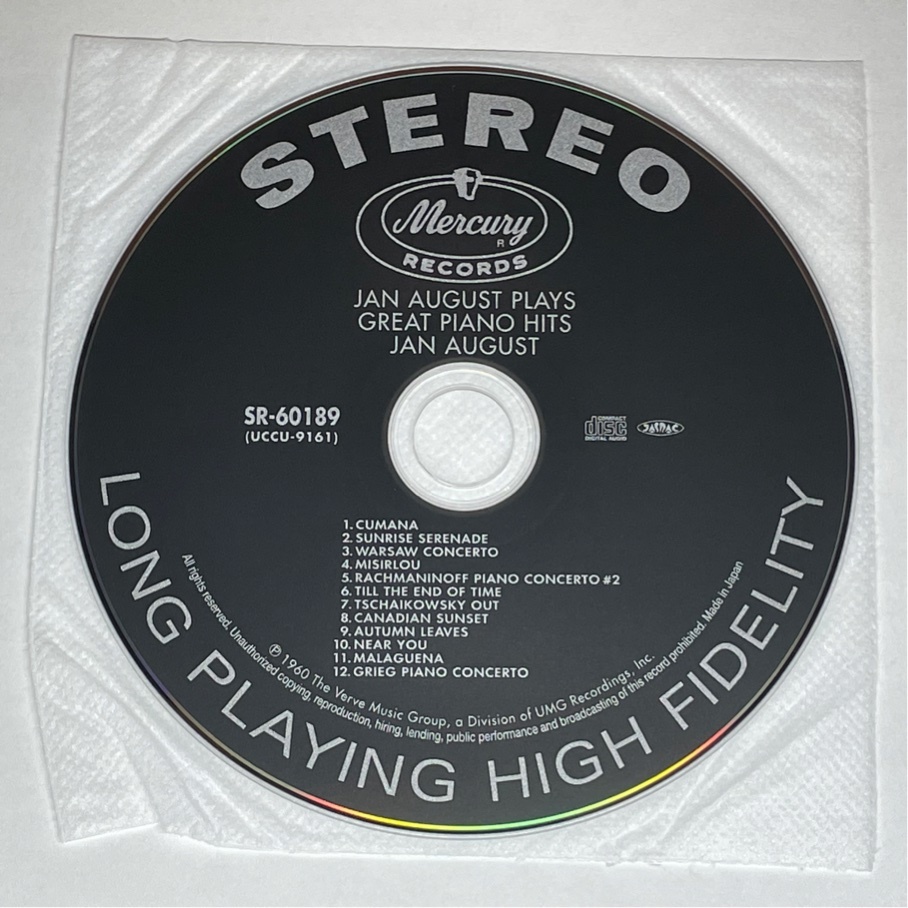 STEREO
Mercury
R
RECORDS
JAN AUGUST PLAYS
GREAT PIANO HITS
JAN AUGUST
SR-60189
(UCCU-9161)
COMPACT
disc
DIGITAL AUDIO
JASRAC
1. CUMANA
2. SUNRISE SERENADE
3. WARSAW CONCERTO
4. MISIRLOU
5. RACHMANINOFF PIANO CONCERTO #2
6. TILL THE END OF TIME
7. TSCHAIKOWSKY OUT
8. CANADIAN SUNSET
9. AUTUMN LEAVES
10. NEAR YOU
11. MALAGUENA
12. GRIEG PIANO CONCERTO
℗ 1960 The Verve Music Group, a Division of UMG Recordings, Inc.
All rights reserved. Unauthorized copying, reproduction, hiring, lending, public performance and broadcasting of this record prohibited. Made in Japan
LONG PLAYING HIGH FIDELITY